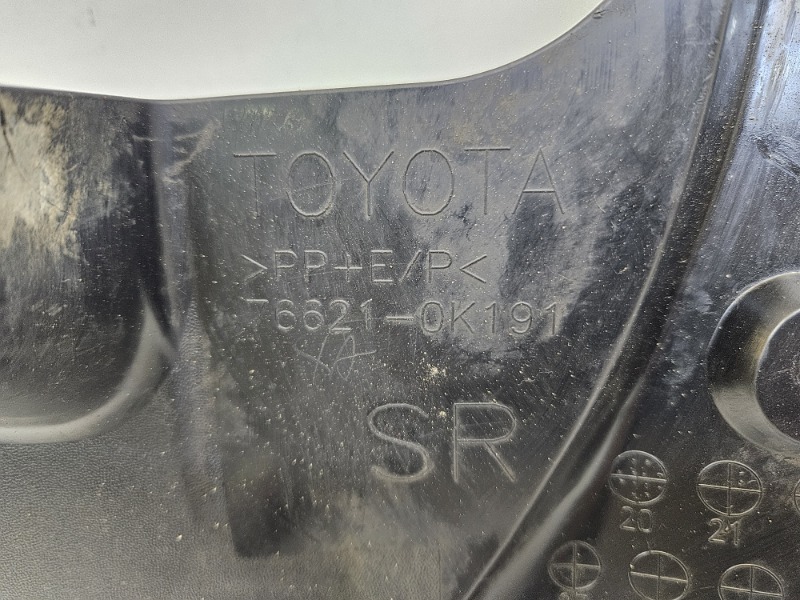 TOYOTA
>PP+E/P<
76621-0K191
SR
20 21